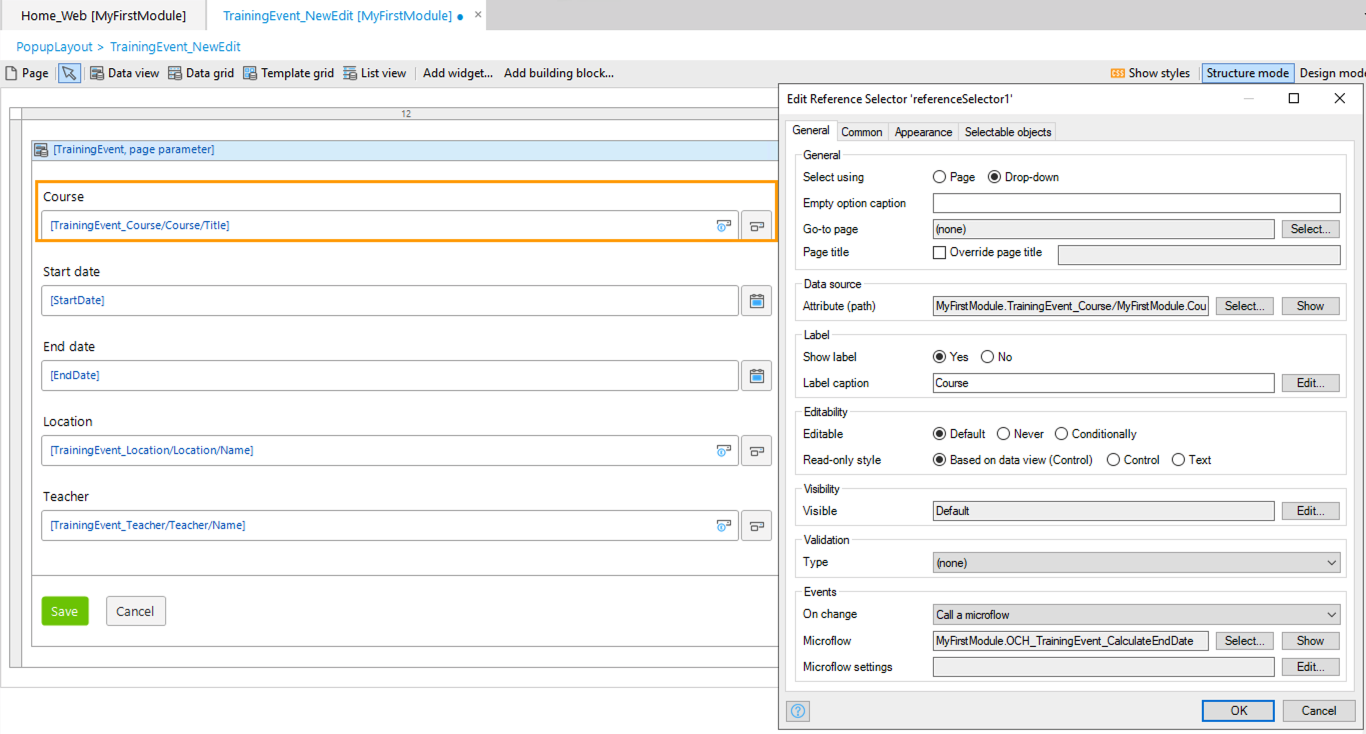 Home_Web [MyFirstModule]
TrainingEvent_NewEdit [MyFirstModule]
PopupLayout > TrainingEvent_NewEdit
Page Data view Data grid Template grid List view Add widget... Add building block... CSS Show styles Structure mode Design mode
12
[TrainingEvent, page parameter]
Course
[TrainingEvent_Course/Course/Title]
Start date
[StartDate]
End date
[EndDate]
Location
[TrainingEvent_Location/Location/Name]
Teacher
[TrainingEvent_Teacher/Teacher/Name]
Save Cancel
Edit Reference Selector 'referenceSelector1'
General Common Appearance Selectable objects
General
Select using Page Drop-down
Empty option caption
Go-to page (none) Select...
Page title Override page title
Data source
Attribute (path) MyFirstModule.TrainingEvent_Course/MyFirstModule.Cou Select... Show
Label
Show label Yes No
Label caption Course Edit...
Editability
Editable Default Never Conditionally
Read-only style Based on data view (Control) Control Text
Visibility
Visible Default Edit...
Validation
Type (none)
Events
On change Call a microflow
Microflow MyFirstModule.OCH_TrainingEvent_CalculateEndDate Select... Show
Microflow settings Edit...
? OK Cancel